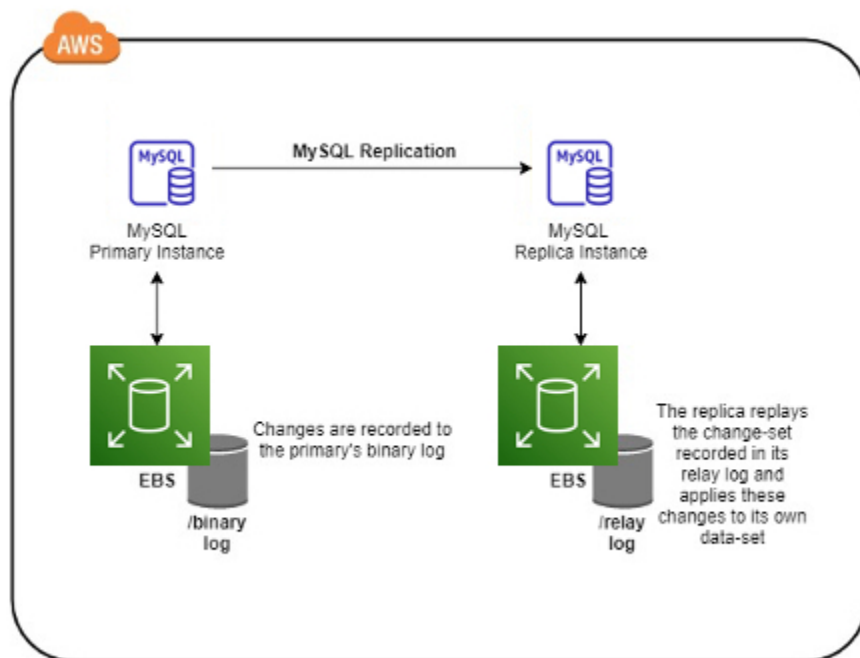 AWS
MySQL
MySQL Replication
MySQL
MySQL
Primary Instance
MySQL
Replica Instance
Changes are recorded to
the primary's binary log
EBS
/binary
log
The replica replays
the change-set
recorded in its
relay log and
applies these
changes to its own
data-set
EBS
/relay
log